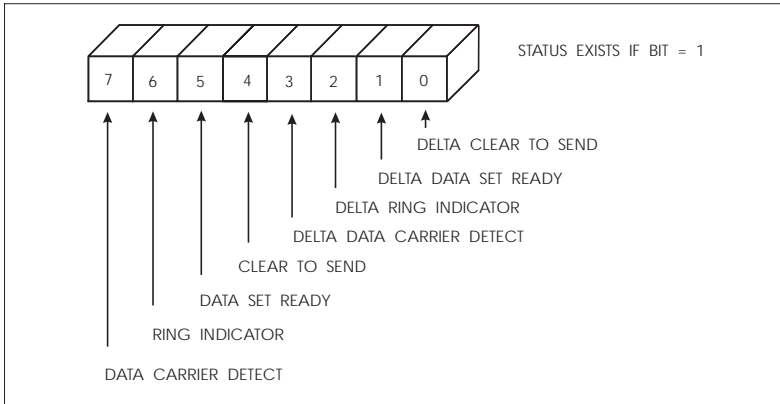 STATUS EXISTS IF BIT = 1
7 6 5 4 3 2 1 0
DELTA CLEAR TO SEND
DELTA DATA SET READY
DELTA RING INDICATOR
DELTA DATA CARRIER DETECT
CLEAR TO SEND
DATA SET READY
RING INDICATOR
DATA CARRIER DETECT